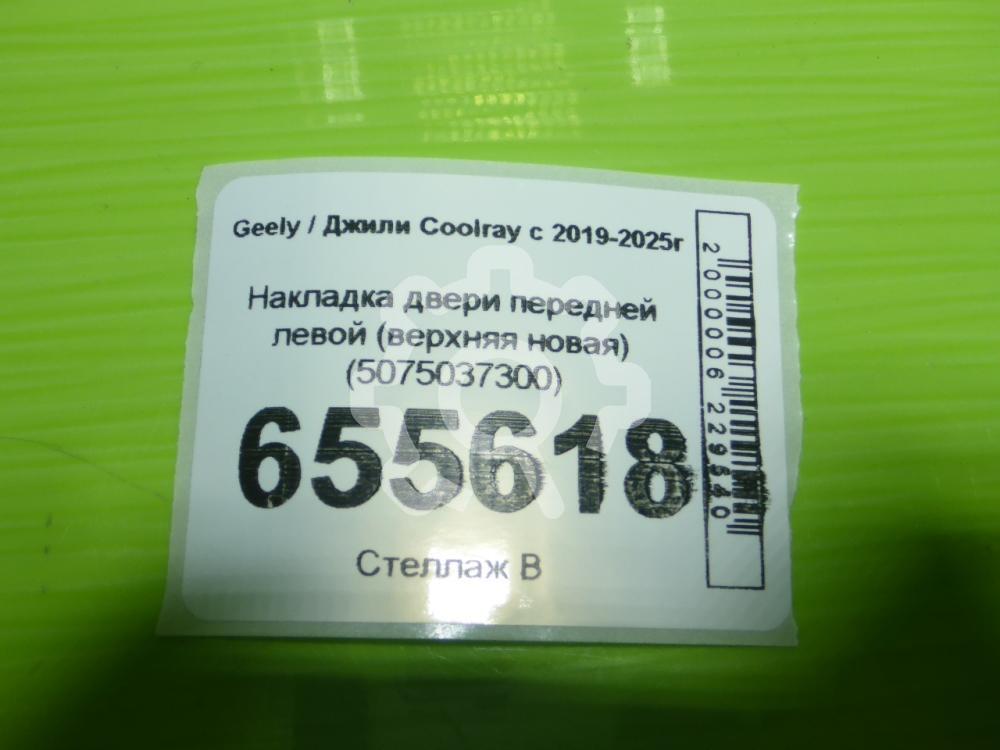 Geely / Джили Coolray с 2019-2025г
Накладка двери передней
левой (верхняя новая)
(5075037300)
655618
Стеллаж В
2000006229540